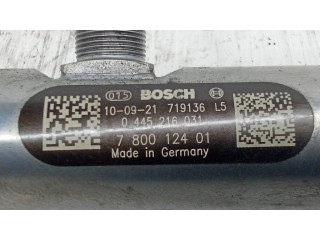 015 BOSCH
10-09-21 719136 L5
0 445 216 031
7 800 124 01
Made in Germany